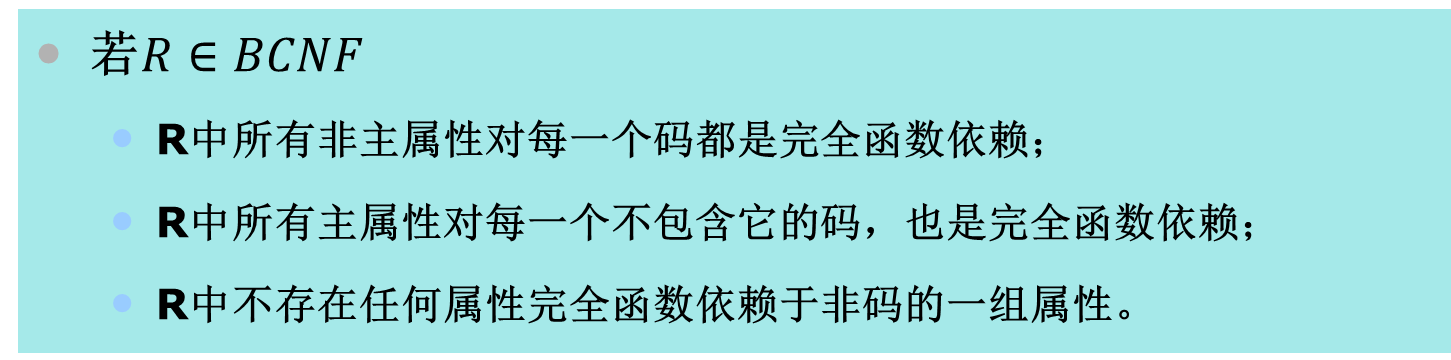 若R ∈ BCNF
R中所有非主属性对每一个码都是完全函数依赖；
R中所有主属性对每一个不包含它的码，也是完全函数依赖；
R中不存在任何属性完全函数依赖于非码的一组属性。